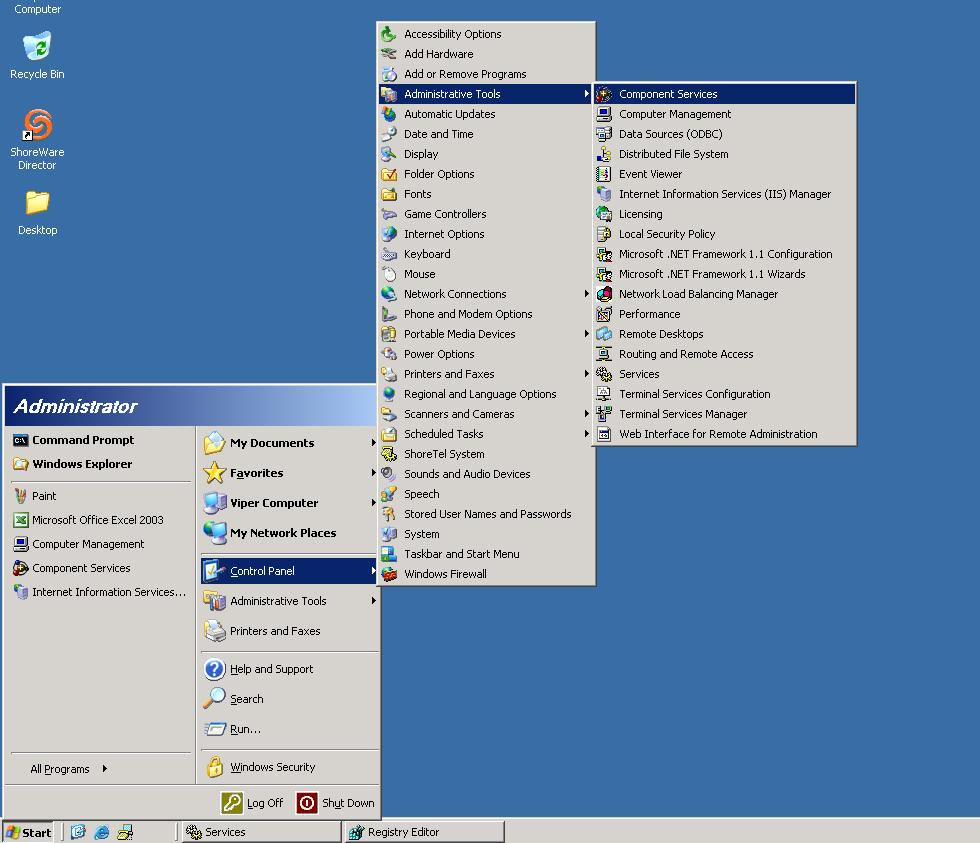 Computer
Recycle Bin
ShoreWare
Director
Desktop
Administrator
Command Prompt
Windows Explorer
Paint
Microsoft Office Excel 2003
Computer Management
Component Services
Internet Information Services...
All Programs
My Documents
Favorites
Viper Computer
My Network Places
Control Panel
Administrative Tools
Printers and Faxes
Help and Support
Search
Run...
Windows Security
Log Off
Shut Down
Accessibility Options
Add Hardware
Add or Remove Programs
Administrative Tools
Automatic Updates
Date and Time
Display
Folder Options
Fonts
Game Controllers
Internet Options
Keyboard
Mouse
Network Connections
Phone and Modem Options
Portable Media Devices
Power Options
Printers and Faxes
Regional and Language Options
Scanners and Cameras
Scheduled Tasks
ShoreTel System
Sounds and Audio Devices
Speech
Stored User Names and Passwords
System
Taskbar and Start Menu
Windows Firewall
Component Services
Computer Management
Data Sources (ODBC)
Distributed File System
Event Viewer
Internet Information Services (IIS) Manager
Licensing
Local Security Policy
Microsoft .NET Framework 1.1 Configuration
Microsoft .NET Framework 1.1 Wizards
Network Load Balancing Manager
Performance
Remote Desktops
Routing and Remote Access
Services
Terminal Services Configuration
Terminal Services Manager
Web Interface for Remote Administration
Start
Services
Registry Editor